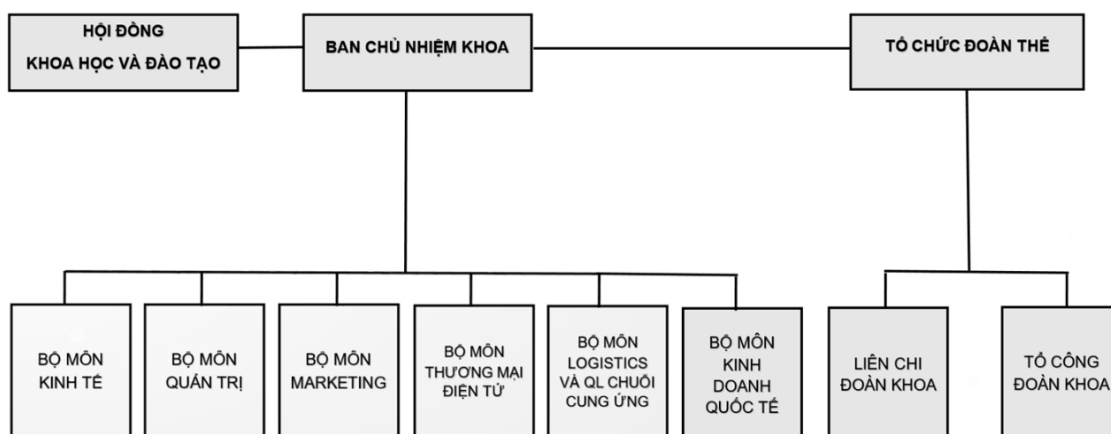 HỘI ĐỒNG
KHOA HỌC VÀ ĐÀO TẠO
BAN CHỦ NHIỆM KHOA
TỔ CHỨC ĐOÀN THỂ
BỘ MÔN
KINH TẾ
BỘ MÔN
QUẢN TRỊ
BỘ MÔN
MARKETING
BỘ MÔN
THƯƠNG MẠI
ĐIỆN TỬ
BỘ MÔN
LOGISTICS
VÀ QL CHUỖI
CUNG ỨNG
BỘ MÔN
KINH
DOANH
QUỐC TẾ
LIÊN CHI
ĐOÀN KHOA
TỔ CÔNG
ĐOÀN KHOA